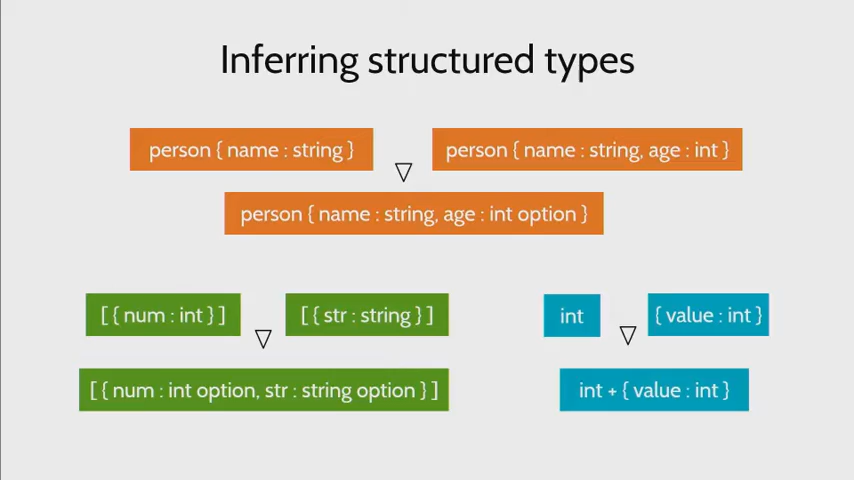 Inferring structured types
person { name : string }
person { name : string, age : int }
person { name : string, age : int option }
[ { num : int } ]
[ { str : string } ]
int
{ value : int }
[ { num : int option, str : string option } ]
int + { value : int }